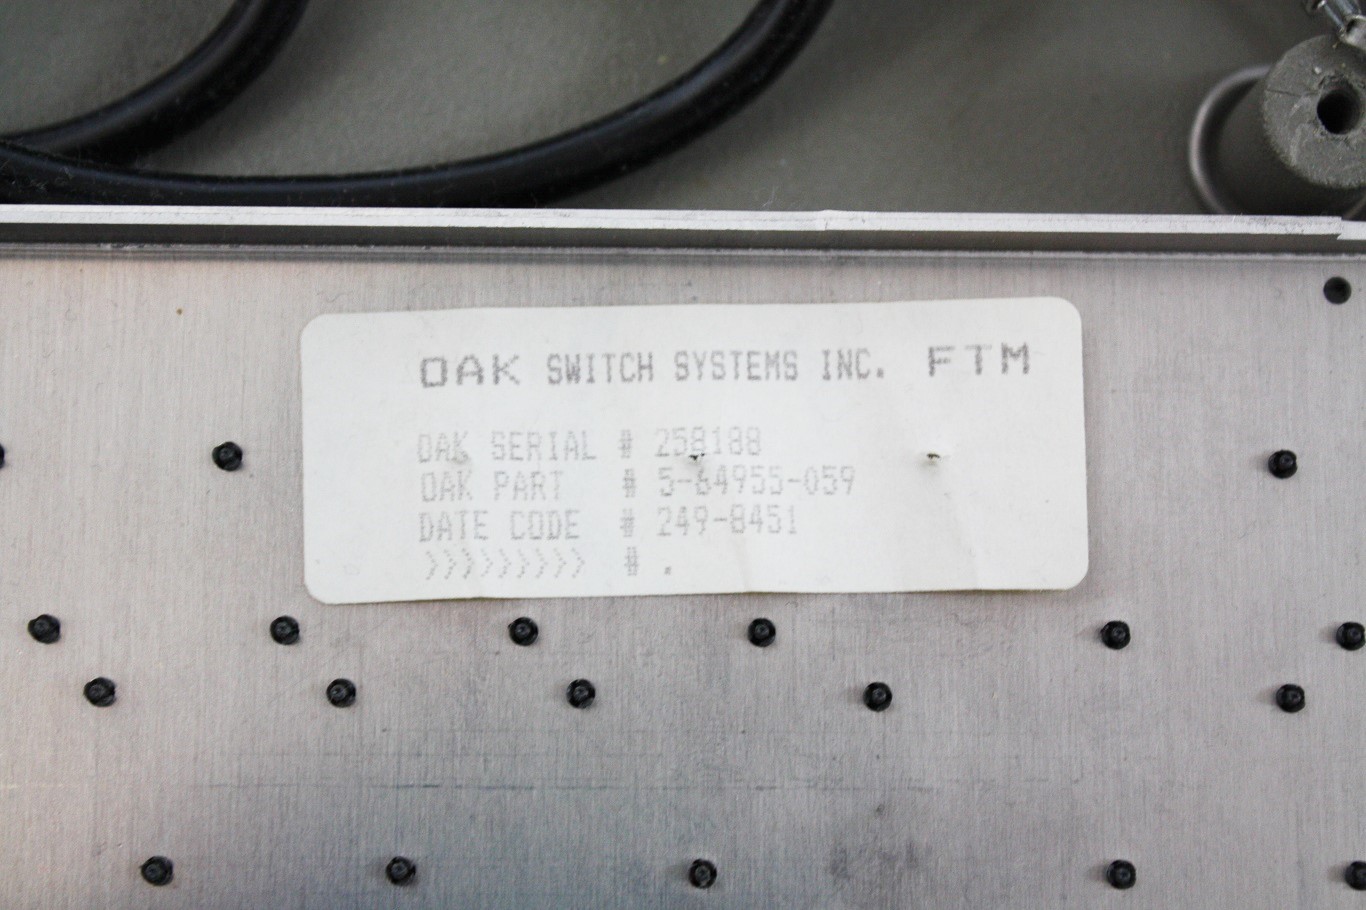 OAK SWITCH SYSTEMS INC. FTM
OAK SERIAL # 258188
OAK PART # 5-64955-059
DATE CODE # 249-8451
>>>>>>>>> # .